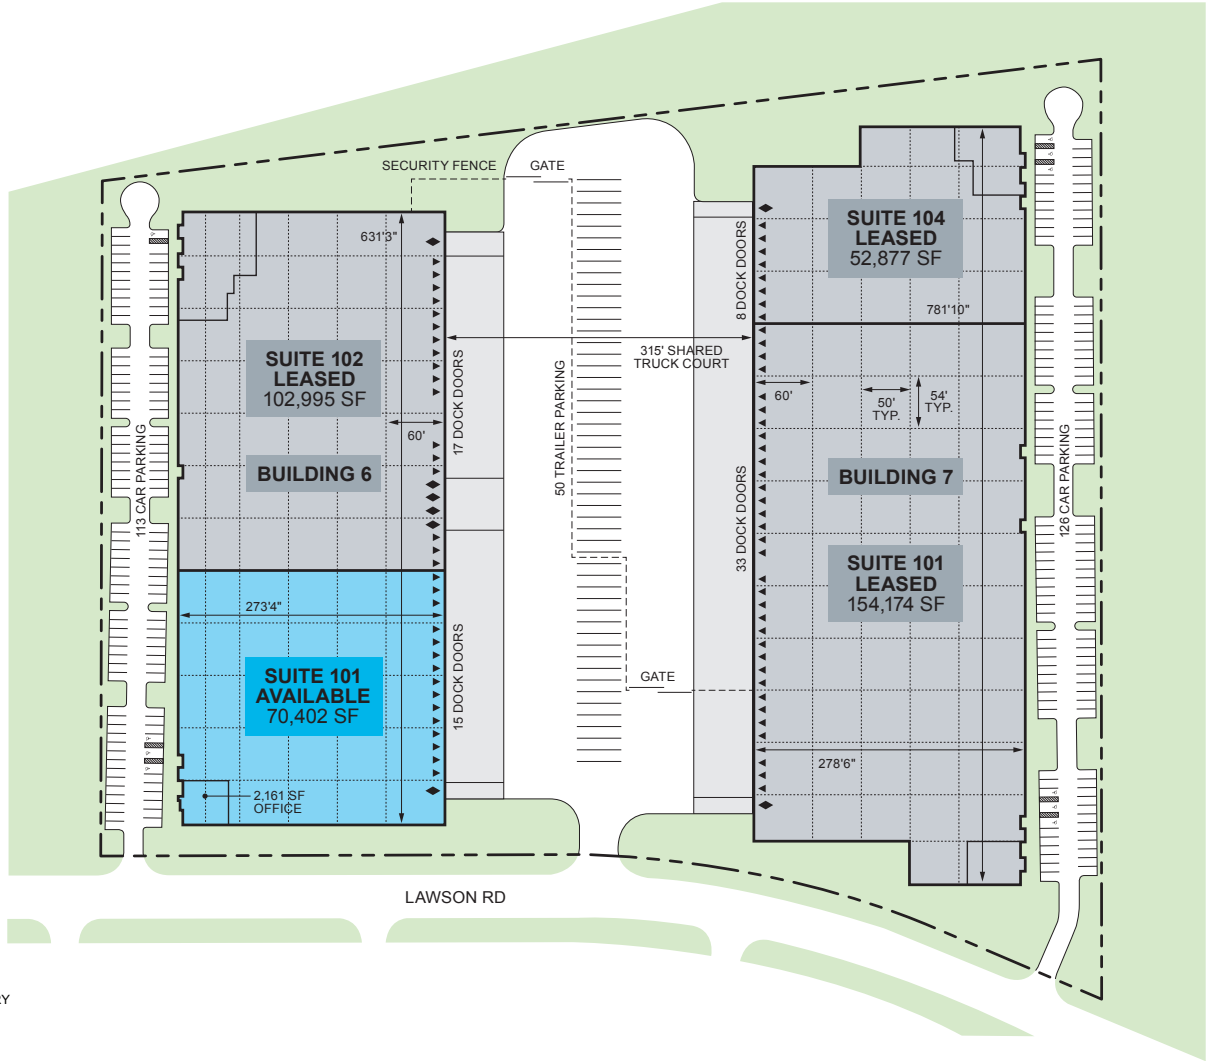 SECURITY FENCE
GATE
631'3"
SUITE 102
LEASED
102,995 SF
60'
BUILDING 6
17 DOCK DOORS
113 CAR PARKING
273'4"
SUITE 101
AVAILABLE
70,402 SF
15 DOCK DOORS
2,161 SF
OFFICE
50 TRAILER PARKING
315' SHARED
TRUCK COURT
GATE
8 DOCK DOORS
SUITE 104
LEASED
52,877 SF
781'10"
60'
50'
TYP.
54'
TYP.
BUILDING 7
33 DOCK DOORS
SUITE 101
LEASED
154,174 SF
278'6"
126 CAR PARKING
LAWSON RD